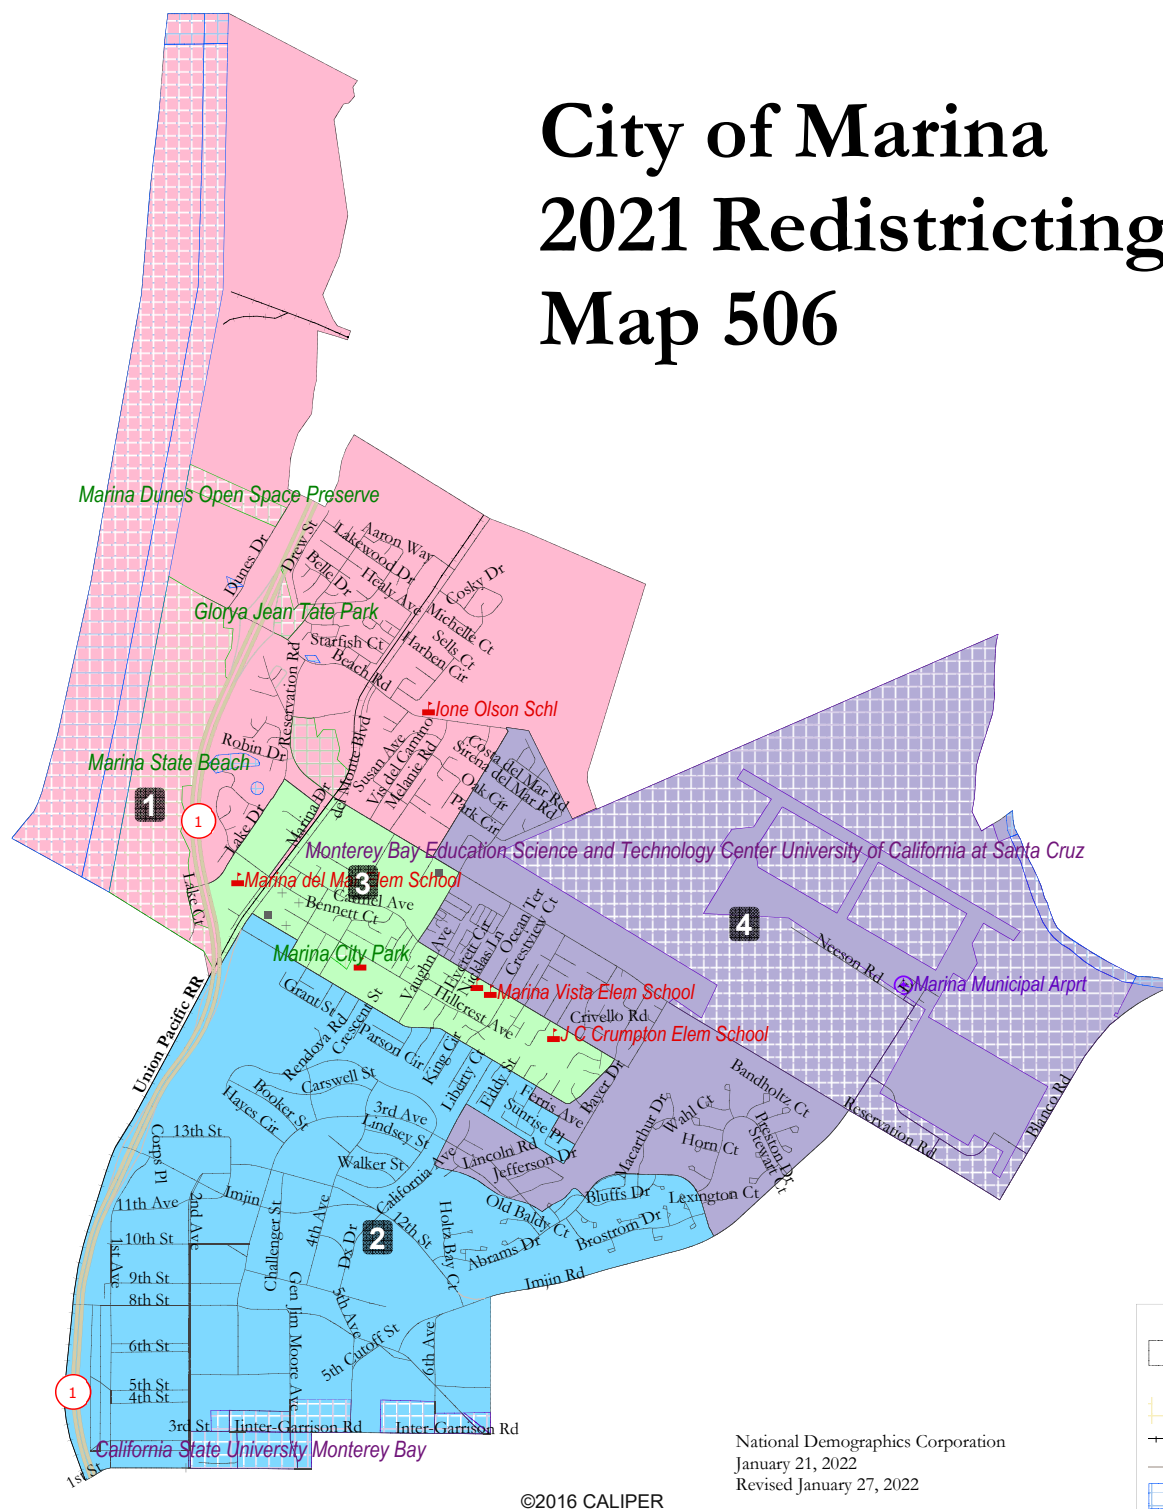 City of Marina
2021 Redistricting
Map 506
Marina Dunes Open Space Preserve
Drew St
Dunes Dr
Aaron Way
Lakewood Dr
Belle Dr
Healy Ave
Cosky Dr
Glorya Jean Tate Park
Michelle Ct
Sells Ct
Starfish Ct
Harben Cir
Beach Rd
Reservation Rd
Ione Olson Schl
Robin Dr
del Monte Blvd
Susan Ave
Vis del Camino
Melanie Rd
Costa del Mar Rd
Sirena del Mar Rd
Marina State Beach
Oak Cir
Park Cir
1
1
Lake Dr
Marina Dr
Monterey Bay Education Science and Technology Center University of California at Santa Cruz
Marina del Mar Elem School
3
Carmel Ave
Bennett Ct
Lake Ct
4
Ocean Ter
Crestview Ct
Everett Cir
Zicklas Ln
Vaughn Ave
Neeson Rd
Marina City Park
Marina Municipal Arprt
Marina Vista Elem School
Grant St
Crescent St
Hillcrest Ave
Crivello Rd
J C Crumpton Elem School
Union Pacific RR
Rendova Rd
Parson Cir
King Cir
Liberty Ct
Eddy St
Carswell St
Booker St
Hayes Cir
Ferris Ave
Sunrise Pl
Bayer Dr
Bandholtz Ct
Reservation Rd
Blanco Rd
3rd Ave
Lindsey St
Macarthur Dr
Wahl Ct
Horn Ct
Preston Dr
Stewart Ct
13th St
Corps Pl
Walker St
California Ave
Lincoln Rd
Jefferson Dr
Imjin
11th Ave
2nd Ave
Challenger St
4th Ave
Bluffs Dr
Lexington Ct
Old Baldy Ct
Brostrom Dr
12th St
2
Dx Dr
Holtz Bay Ct
Abrams Dr
10th St
1st Ave
Imjin Rd
9th St
8th St
Gen Jim Moore Ave
5th Ave
5th Cutoff St
6th Ave
6th St
5th St
4th St
1
3rd St
Iinter-Garrison Rd
Inter-Garrison Rd
California State University Monterey Bay
1st St
National Demographics Corporation
January 21, 2022
Revised January 27, 2022
©2016 CALIPER